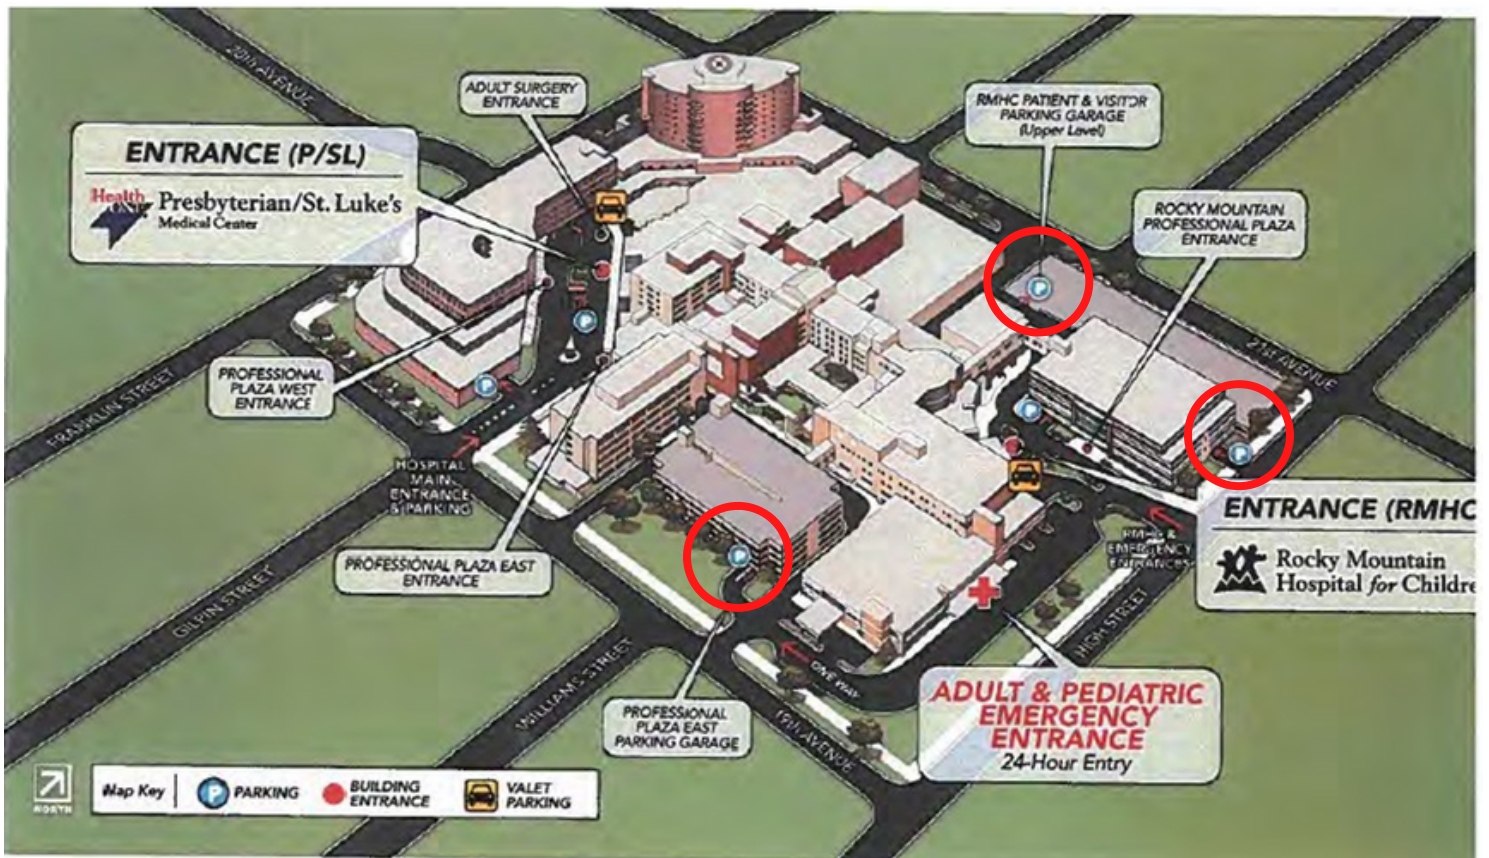 20th AVENUE
ADULT SURGERY
ENTRANCE
RMHC PATIENT & VISITOR
PARKING GARAGE
(Upper Level)
ENTRANCE (P/SL)
Health
Presbyterian/St. Luke's
Medical Center
ROCKY MOUNTAIN
PROFESSIONAL PLAZA
ENTRANCE
P
P
P
P
P
P
21st AVENUE
PROFESSIONAL
PLAZA WEST
ENTRANCE
FRANKLIN STREET
HOSPITAL
MAIN
ENTRANCE
& PARKING
ENTRANCE (RMHC
Rocky Mountain
Hospital for Childre
& EMERGENCY
ENTRANCES
PROFESSIONAL PLAZA EAST
ENTRANCE
P
GILPIN STREET
HIGH STREET
WILLIAMS STREET
ONE WAY
ADULT & PEDIATRIC
EMERGENCY
ENTRANCE
24-Hour Entry
PROFESSIONAL
PLAZA EAST
PARKING GARAGE
19th AVENUE
NORTH
Map Key
P PARKING
BUILDING
ENTRANCE
VALET
PARKING